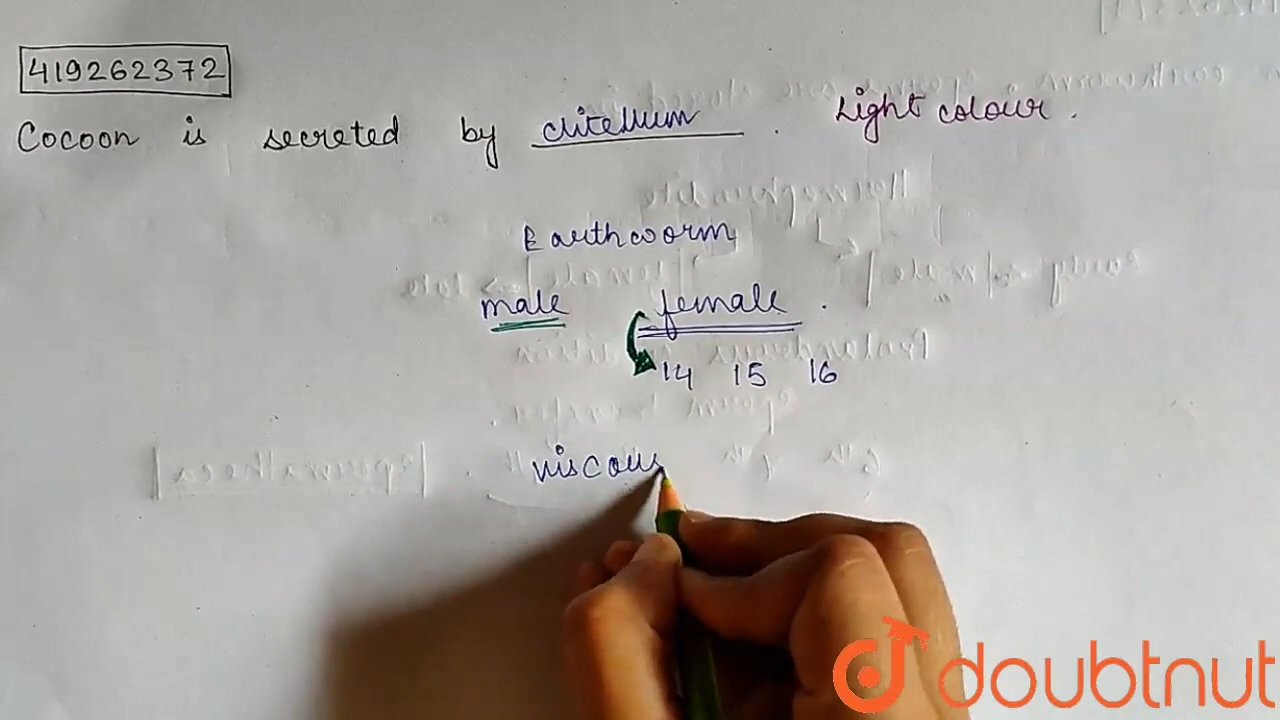 419262372
Cocoon is secreted by clitellum. Light colour.
Earthworm
male female.
14 15 16
viscous
doubtnut